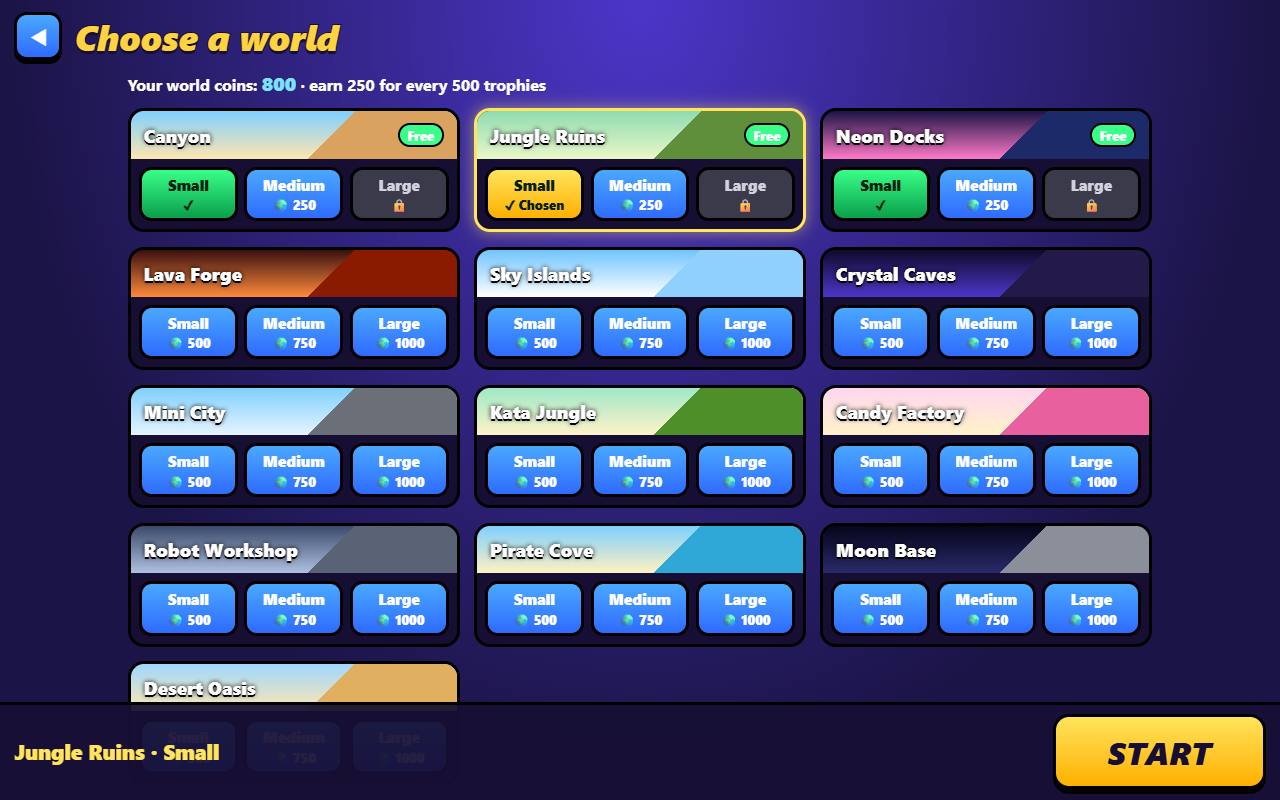 Choose a world
Your world coins: 800 · earn 250 for every 500 trophies
Canyon Free
Small Medium Large
✓ 250
Jungle Ruins Free
Small Medium Large
✓ Chosen 250
Neon Docks Free
Small Medium Large
✓ 250
Lava Forge
Small Medium Large
500 750 1000
Sky Islands
Small Medium Large
500 750 1000
Crystal Caves
Small Medium Large
500 750 1000
Mini City
Small Medium Large
500 750 1000
Kata Jungle
Small Medium Large
500 750 1000
Candy Factory
Small Medium Large
500 750 1000
Robot Workshop
Small Medium Large
500 750 1000
Pirate Cove
Small Medium Large
500 750 1000
Moon Base
Small Medium Large
500 750 1000
Desert Oasis
Medium Large
750 1000
Jungle Ruins · Small
START